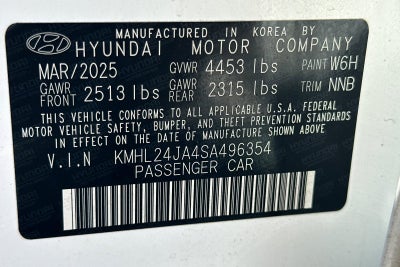 MANUFACTURED IN KOREA BY
HYUNDAI MOTOR COMPANY
MAR/2025 GVWR 4453 lbs PAINT W6H
GAWR FRONT 2513 lbs GAWR REAR 2315 lbs TRIM NNB
THIS VEHICLE CONFORMS TO ALL APPLICABLE U.S.A. FEDERAL
MOTOR VEHICLE SAFETY, BUMPER, AND THEFT PREVENTION STANDARDS
IN EFFECT ON THE DATE OF MANUFACTURE SHOWN ABOVE.
V.I.N KMHL24JA4SA496354
PASSENGER CAR